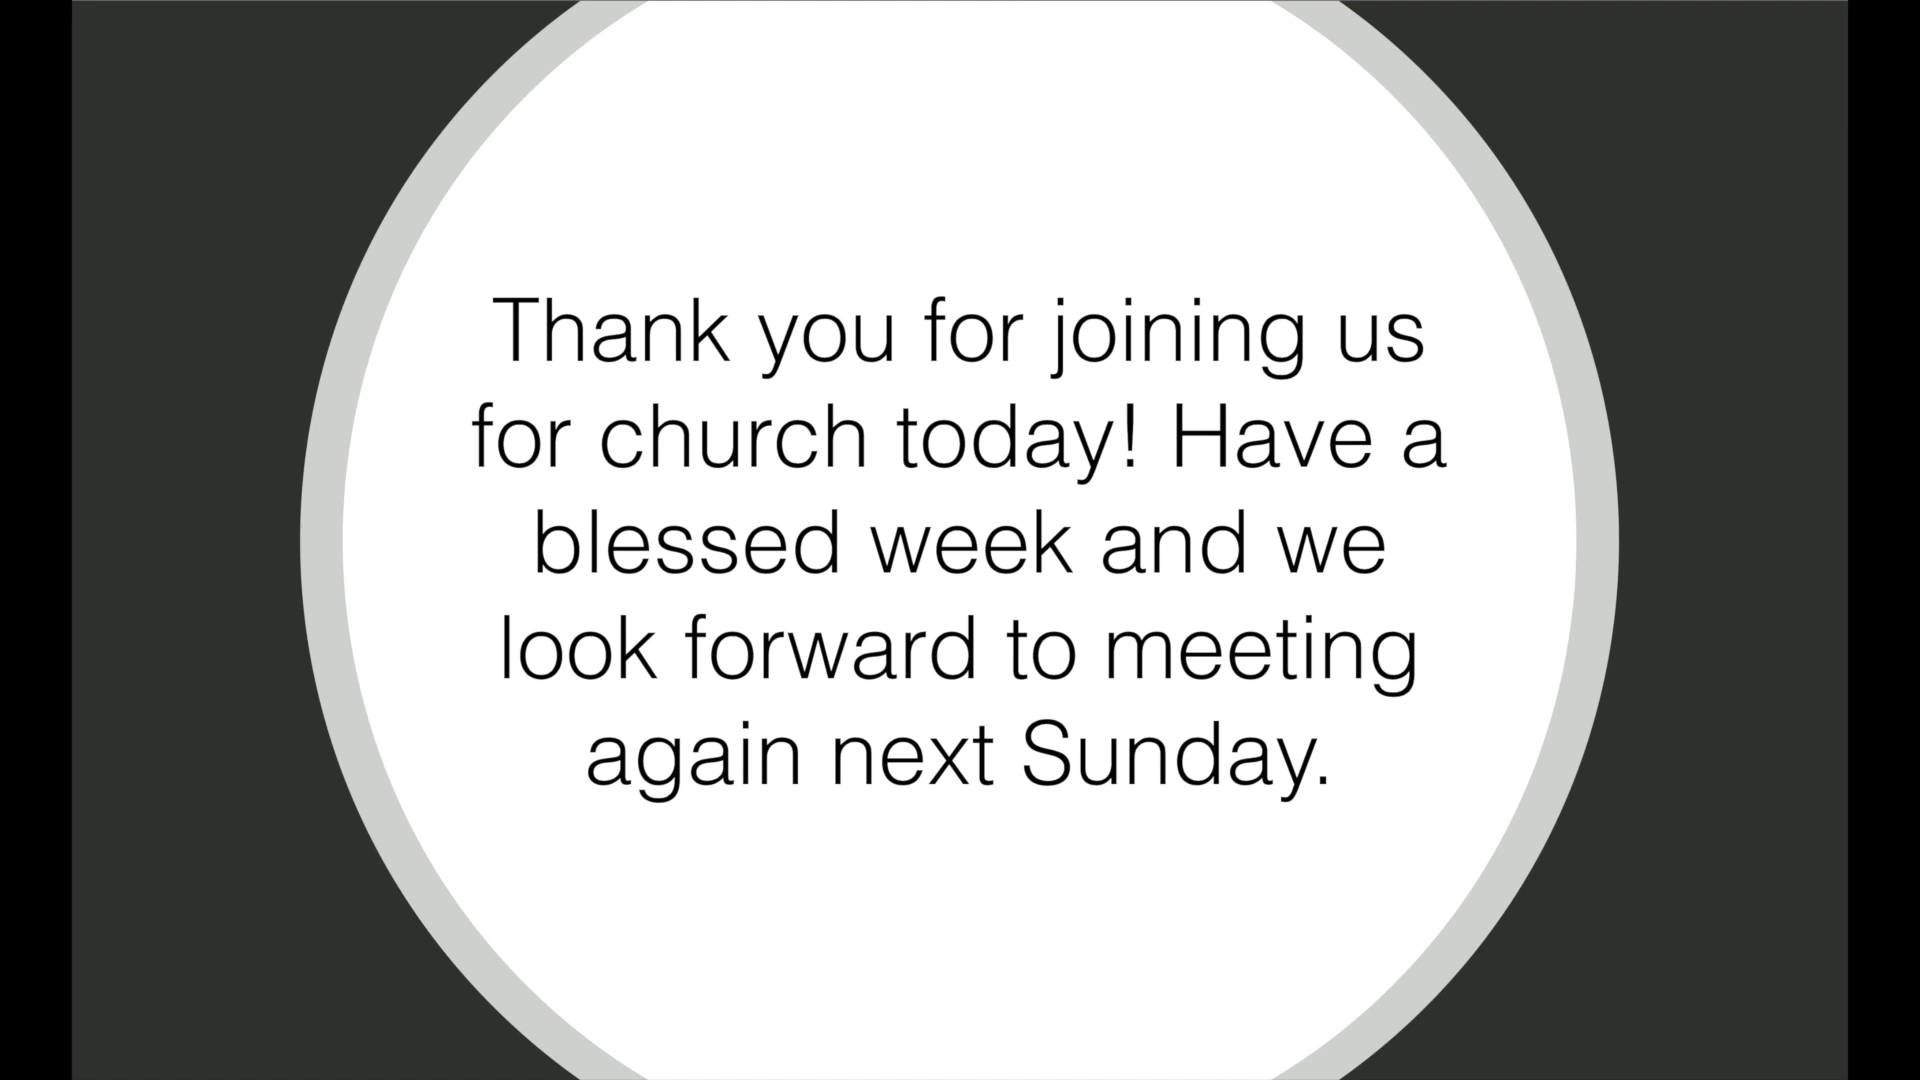 Thank you for joining us
for church today! Have a
blessed week and we
look forward to meeting
again next Sunday.